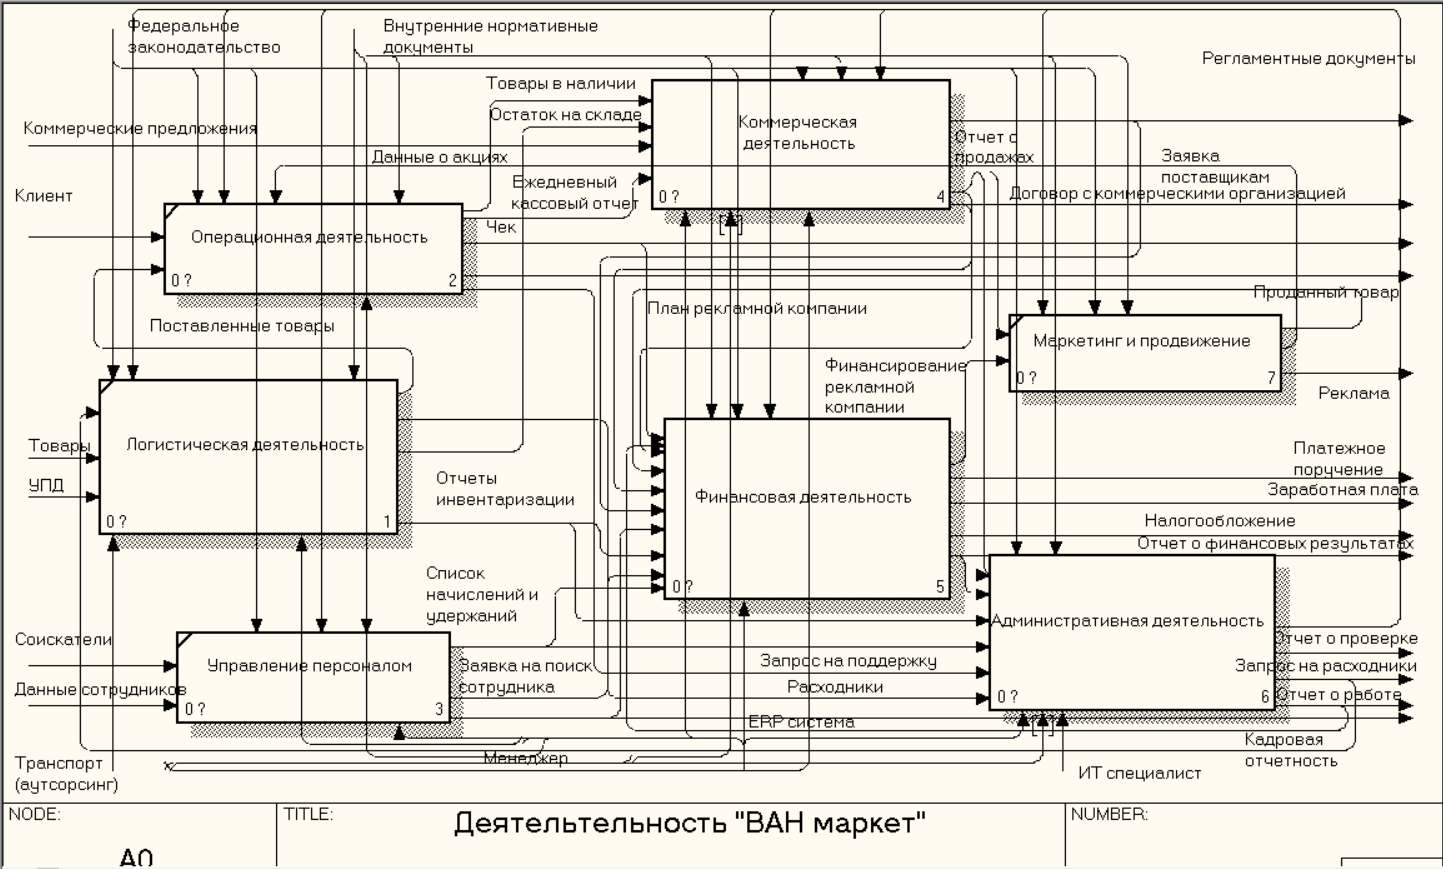 Федеральное
законодательство
Внутренние нормативные
документы
Регламентные документы
Товары в наличии
Остаток на складе
Коммерческие предложения
Коммерческая
деятельность
0 ?
4
Отчет о
продажах
Данные о акциях
Заявка
поставщикам
Клиент
Ежедневный
кассовый отчет
Договор с коммерческими организацией
Чек
Операционная деятельность
0 ?
2
Проданный товар
План рекламной компании
Поставленные товары
Маркетинг и продвижение
0 ?
7
Финансирование
рекламной
компании
Реклама
Товары
Логистическая деятельность
УПД
0 ?
1
Отчеты
инвентаризации
Финансовая деятельность
0 ?
5
Платежное
поручение
Заработная плата
Налогообложение
Отчет о финансовых результатах
Список
начислений и
удержаний
Административная деятельность
0 ?
6
Соискатели
Управление персоналом
0 ?
3
Заявка на поиск
сотрудника
Запрос на поддержку
Расходники
Отчет о проверке
Запрос на расходники
Отчет о работе
Данные сотрудников
ERP система
Менеджер
Кадровая
отчетность
Транспорт
(аутсорсинг)
ИТ специалист
NODE:
TITLE:
NUMBER:
A0
Деятельтельность "ВАН маркет"